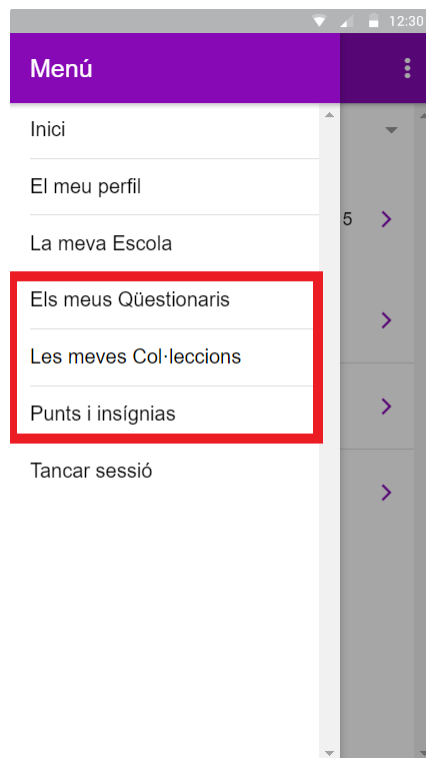 12:30
Menú
Inici
El meu perfil
La meva Escola
5
Els meus Qüestionaris
Les meves Col·leccions
Punts i insígnias
Tancar sessió